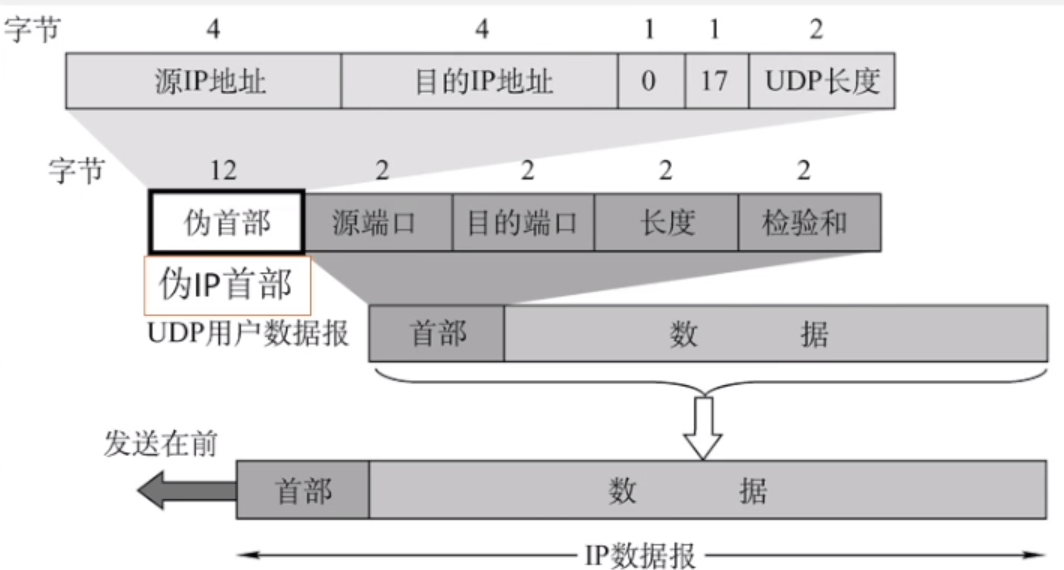 字节 4 4 1 1 2
源IP地址 目的IP地址 0 17 UDP长度
字节 12 2 2 2 2
伪首部 源端口 目的端口 长度 检验和
伪IP首部
UDP用户数据报 首部 数 据
发送在前
首部 数 据
IP数据报